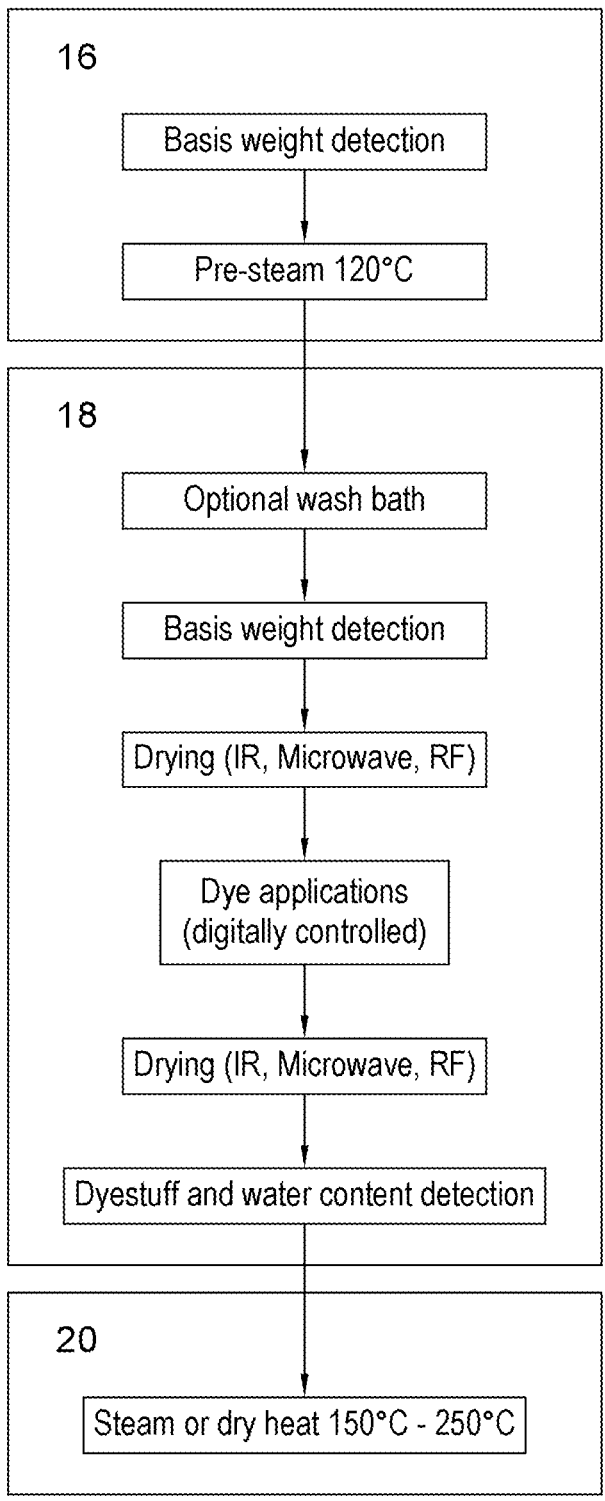 16
Basis weight detection
Pre-steam 120°C
18
Optional wash bath
Basis weight detection
Drying (IR, Microwave, RF)
Dye applications
(digitally controlled)
Drying (IR, Microwave, RF)
Dyestuff and water content detection
20
Steam or dry heat 150°C - 250°C